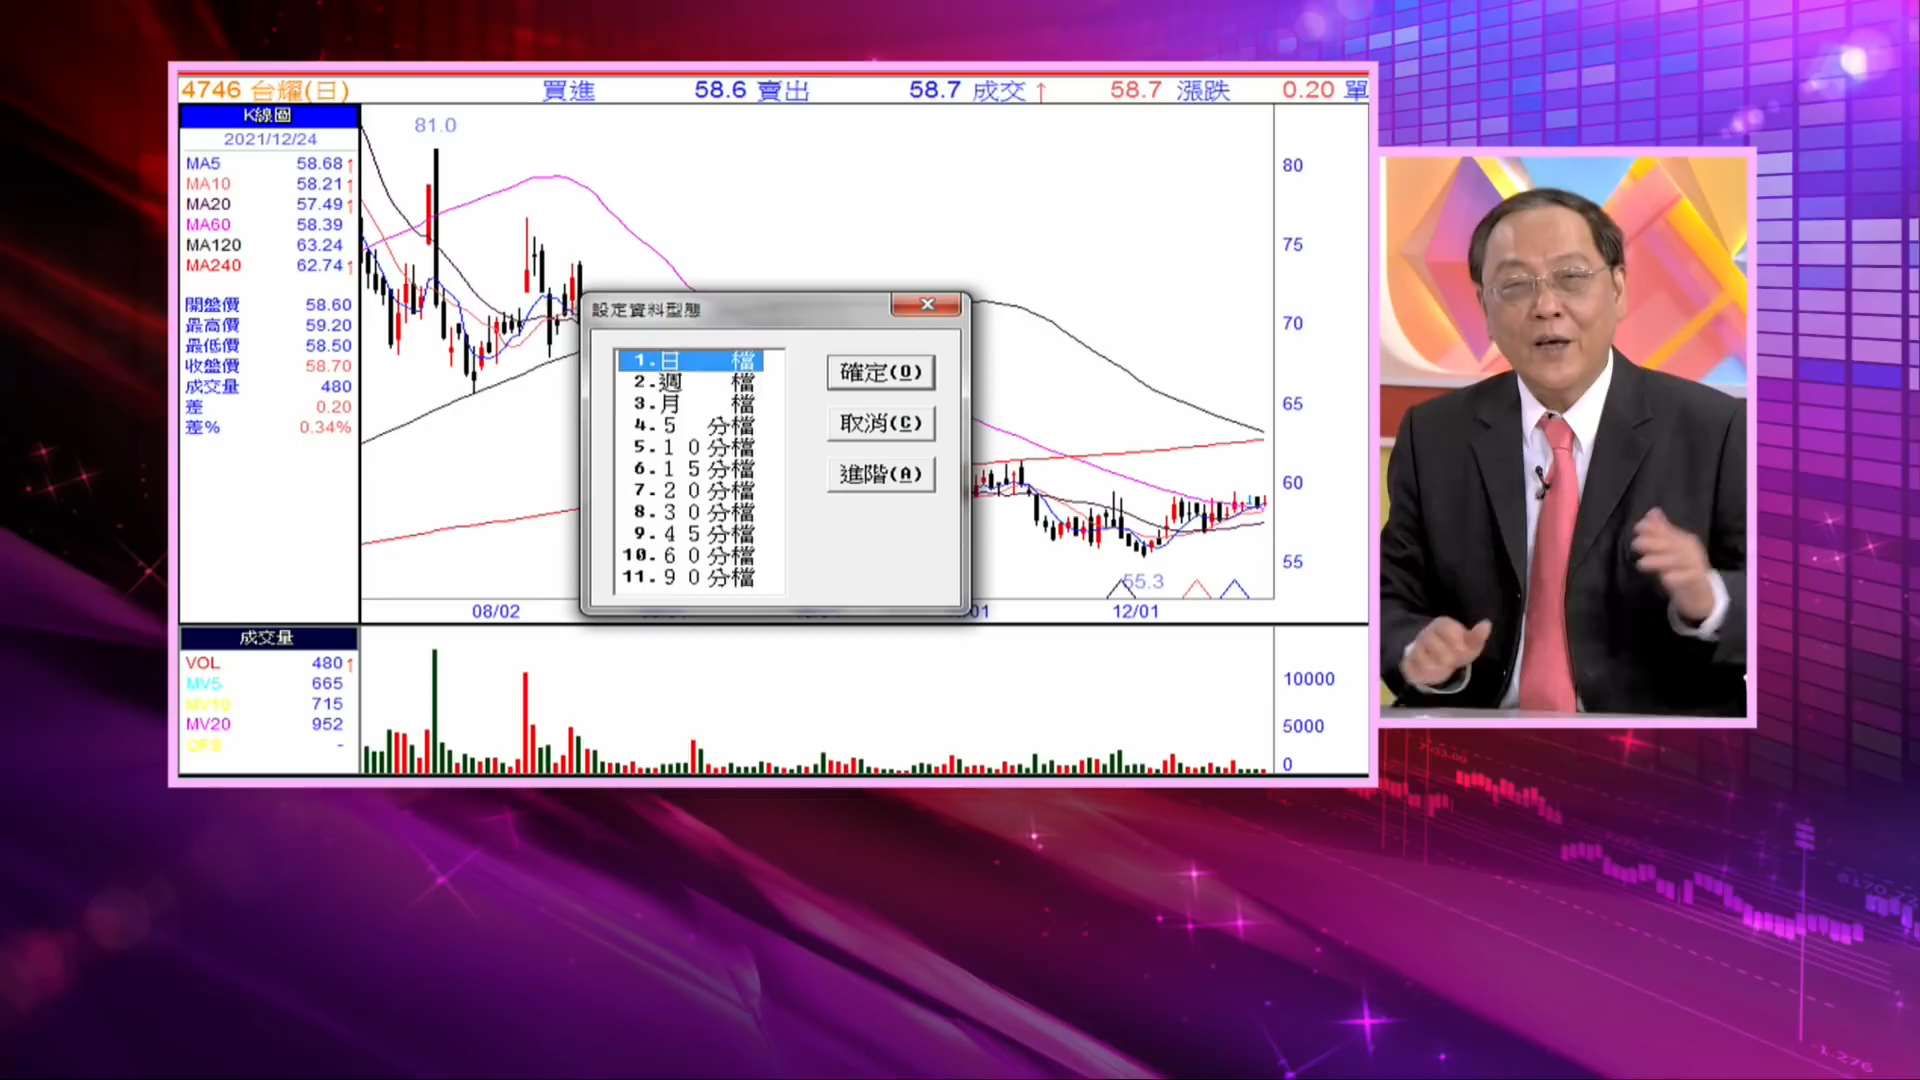 4746 台耀(日) 買進 58.6 賣出 58.7 成交 ↑ 58.7 漲跌 0.20 單
K線圖
2021/12/24
MA5 58.68↑
MA10 58.21↑
MA20 57.49↑
MA60 58.39
MA120 63.24
MA240 62.74↑
開盤價 58.60
最高價 59.20
最低價 58.50
收盤價 58.70
成交量 480
差 0.20
差% 0.34%
81.0
80
75
70
65
60
55
55.3
08/02
01
12/01
設定資料型態
1.日 檔
2.週 檔
3.月 檔
4.5 分檔
5.10分檔
6.15分檔
7.20分檔
8.30分檔
9.45分檔
10.60分檔
11.90分檔
確定(O)
取消(C)
進階(A)
成交量
VOL 480↑
MV5 665
MV10 715
MV20 952
-
10000
5000
0